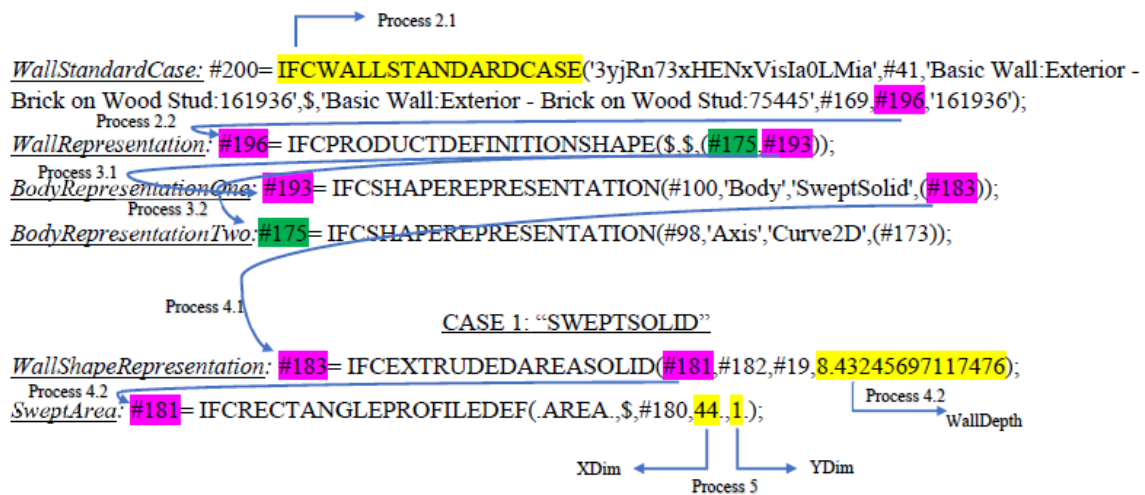 Process 2.1
WallStandardCase: #200= IFCWALLSTANDARDCASE('3yjRn73xHENxVisIa0LMia',#41,'Basic Wall:Exterior -
Brick on Wood Stud:161936',$,'Basic Wall:Exterior - Brick on Wood Stud:75445',#169,#196,'161936');
Process 2.2
WallRepresentation: #196= IFCPRODUCTDEFINITIONSHAPE($,$,(#175,#193));
Process 3.1
BodyRepresentationOne: #193= IFCSHAPEREPRESENTATION(#100,'Body','SweptSolid',(#183));
Process 3.2
BodyRepresentationTwo: #175= IFCSHAPEREPRESENTATION(#98,'Axis','Curve2D',(#173));
Process 4.1
CASE 1: “SWEPTSOLID”
WallShapeRepresentation: #183= IFCEXTRUDEDAREASOLID(#181,#182,#19,8.43245697117476);
Process 4.2
Process 4.2
SweptArea: #181= IFCRECTANGLEPROFILEDEF(.AREA.,$,#180,44.,1.);
WallDepth
XDim
YDim
Process 5